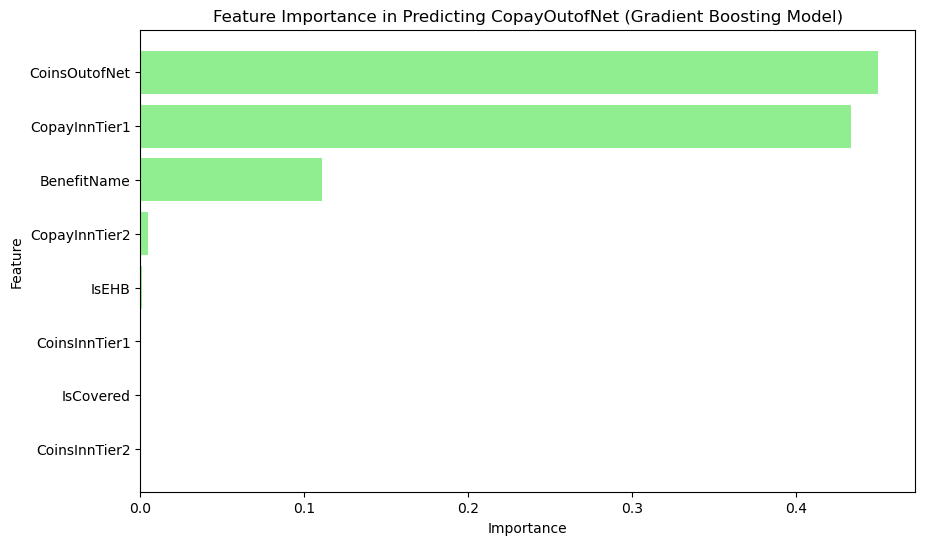 Feature Importance in Predicting CopayOutofNet (Gradient Boosting Model)
CoinsOutofNet
CopayInnTier1
BenefitName
CopayInnTier2
IsEHB
CoinsInnTier1
IsCovered
CoinsInnTier2
Feature
0.0 0.1 0.2 0.3 0.4
Importance